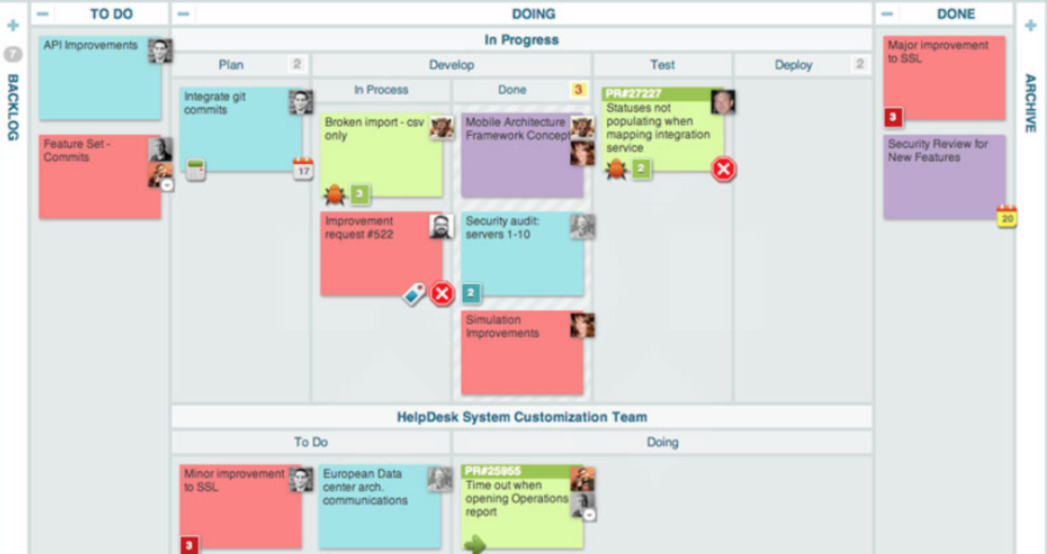 TO DO
DOING
DONE
7
BACKLOG
ARCHIVE
API Improvements
Feature Set -
Commits
In Progress
Plan
2
Develop
Test
Deploy
2
In Process
Done
3
Integrate git
commits
17
Broken import - csv
only
3
Improvement
request #522
Mobile Architecture
Framework Concept
Security audit:
servers 1-10
2
Simulation
Improvements
PR#27227
Statuses not
populating when
mapping integration
service
2
Major improvement
to SSL
3
Security Review for
New Features
20
HelpDesk System Customization Team
To Do
Doing
Minor improvement
to SSL
3
European Data
center arch.
communications
PR#25955
Time out when
opening Operations
report